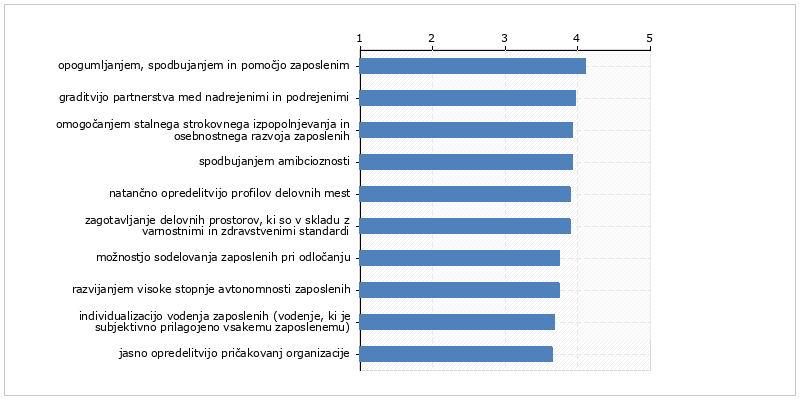 1 2 3 4 5
opogumljanjem, spodbujanjem in pomočjo zaposlenim
graditvijo partnerstva med nadrejenimi in podrejenimi
omogočanjem stalnega strokovnega izpopolnjevanja in
osebnostnega razvoja zaposlenih
spodbujanjem amibcioznosti
natančno opredelitvijo profilov delovnih mest
zagotavljanje delovnih prostorov, ki so v skladu z
varnostnimi in zdravstvenimi standardi
možnostjo sodelovanja zaposlenih pri odločanju
razvijanjem visoke stopnje avtonomnosti zaposlenih
individualizacijo vodenja zaposlenih (vodenje, ki je
subjektivno prilagojeno vsakemu zaposlenemu)
jasno opredelitvijo pričakovanj organizacije